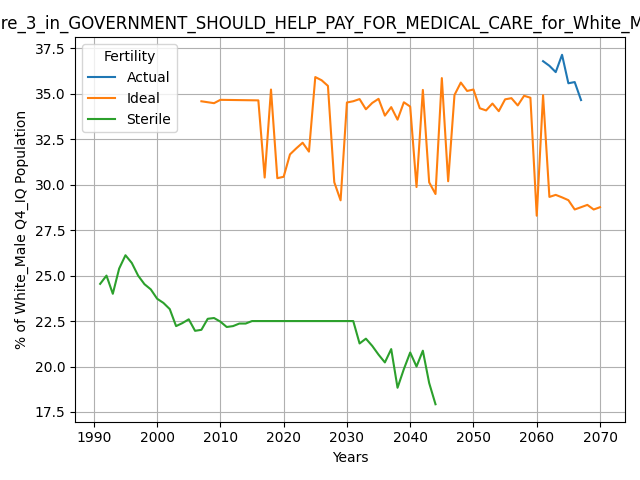 re_3_in_GOVERNMENT_SHOULD_HELP_PAY_FOR_MEDICAL_CARE_for_White_M
37.5
35.0
32.5
30.0
27.5
25.0
22.5
20.0
17.5
% of White_Male Q4_IQ Population
Fertility
Actual
Ideal
Sterile
1990 2000 2010 2020 2030 2040 2050 2060 2070
Years